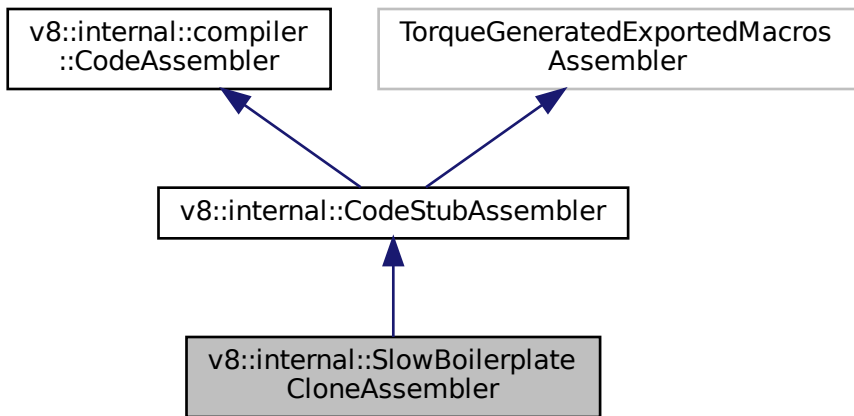 v8::internal::compiler
::CodeAssembler
TorqueGeneratedExportedMacros
Assembler
v8::internal::CodeStubAssembler
v8::internal::SlowBoilerplate
CloneAssembler